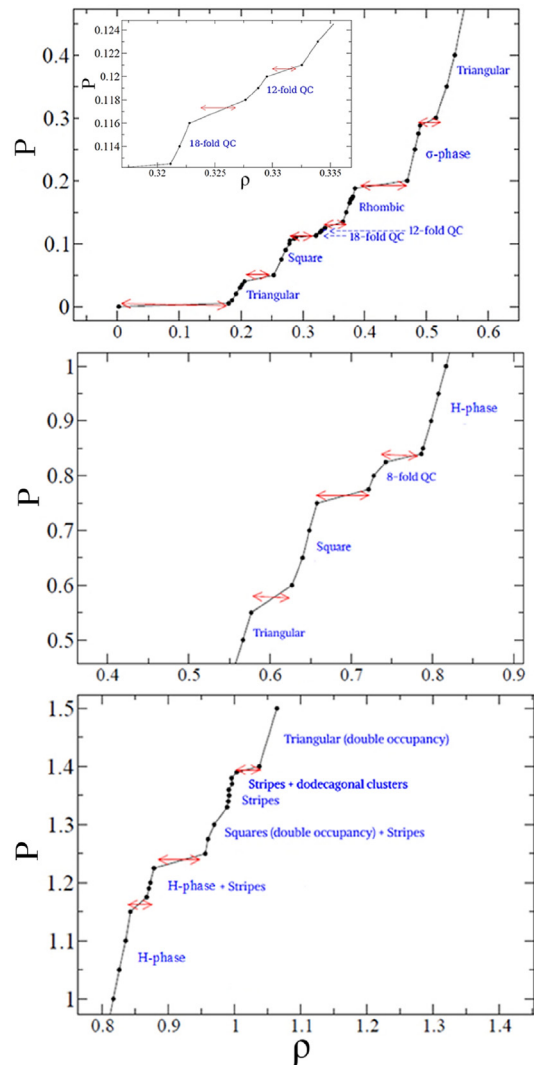 0.5
P
0.4
0.3
0.2
0.1
0
0.124
0.122
0.12
0.118
0.116
0.114
P
12-fold QC
18-fold QC
0.32
0.325
0.33
0.335
ρ
Triangular
σ-phase
Rhombic
12-fold QC
18-fold QC
Square
Triangular
0
0.1
0.2
0.3
0.4
0.5
0.6
P
1
0.9
0.8
0.7
0.6
0.5
H-phase
8-fold QC
Square
Triangular
0.4
0.5
0.6
0.7
0.8
0.9
P
1.5
1.4
1.3
1.2
1.1
1
Triangular (double occupancy)
Stripes + dodecagonal clusters
Stripes
Squares (double occupancy) + Stripes
H-phase + Stripes
H-phase
0.8
0.9
1
1.1
1.2
1.3
1.4
ρ